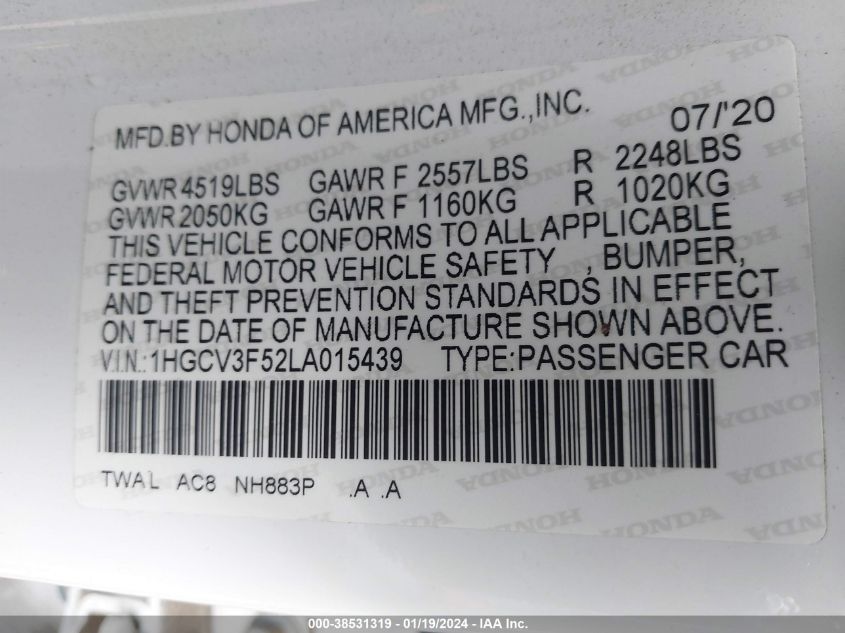 MFD.BY HONDA OF AMERICA MFG.,INC. 07/'20
GVWR 4519LBS GAWR F 2557LBS R 2248LBS
GVWR 2050KG GAWR F 1160KG R 1020KG
THIS VEHICLE CONFORMS TO ALL APPLICABLE
FEDERAL MOTOR VEHICLE SAFETY , BUMPER,
AND THEFT PREVENTION STANDARDS IN EFFECT
ON THE DATE OF MANUFACTURE SHOWN ABOVE.
V.I.N.:1HGCV3F52LA015439 TYPE:PASSENGER CAR
TWAL AC8 NH883P .A .A
000-38531319 - 01/19/2024 - IAA Inc.